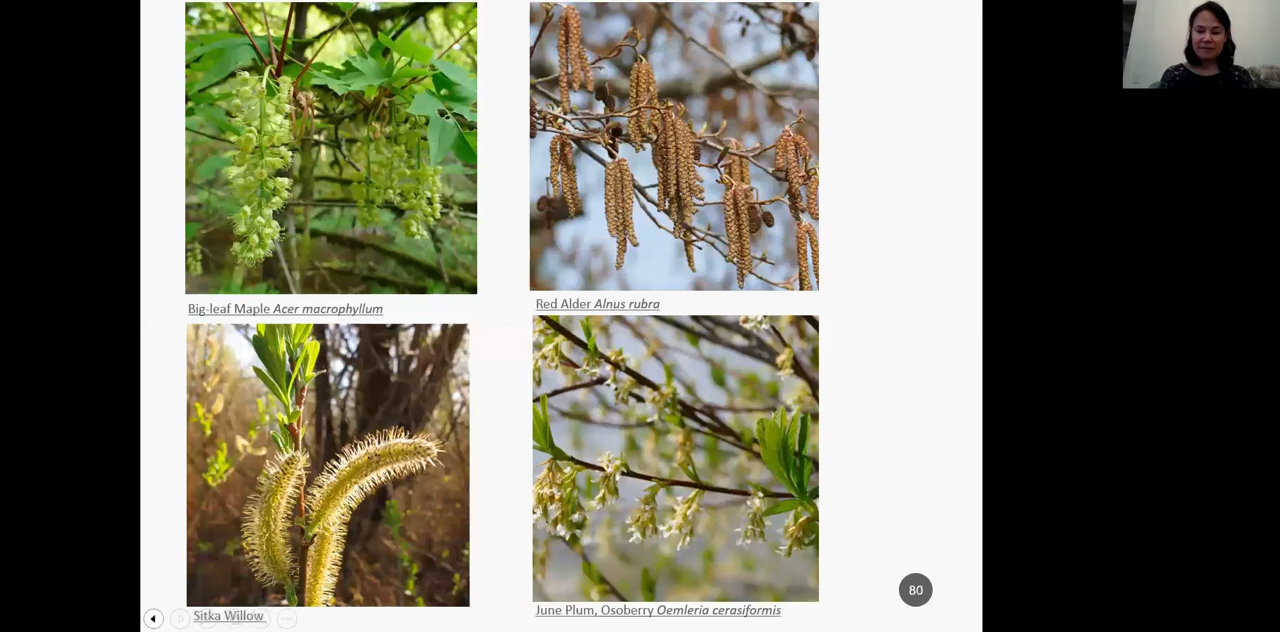 Big-leaf Maple Acer macrophyllum
Red Alder Alnus rubra
Sitka Willow
June Plum, Osoberry Oemleria cerasiformis
80